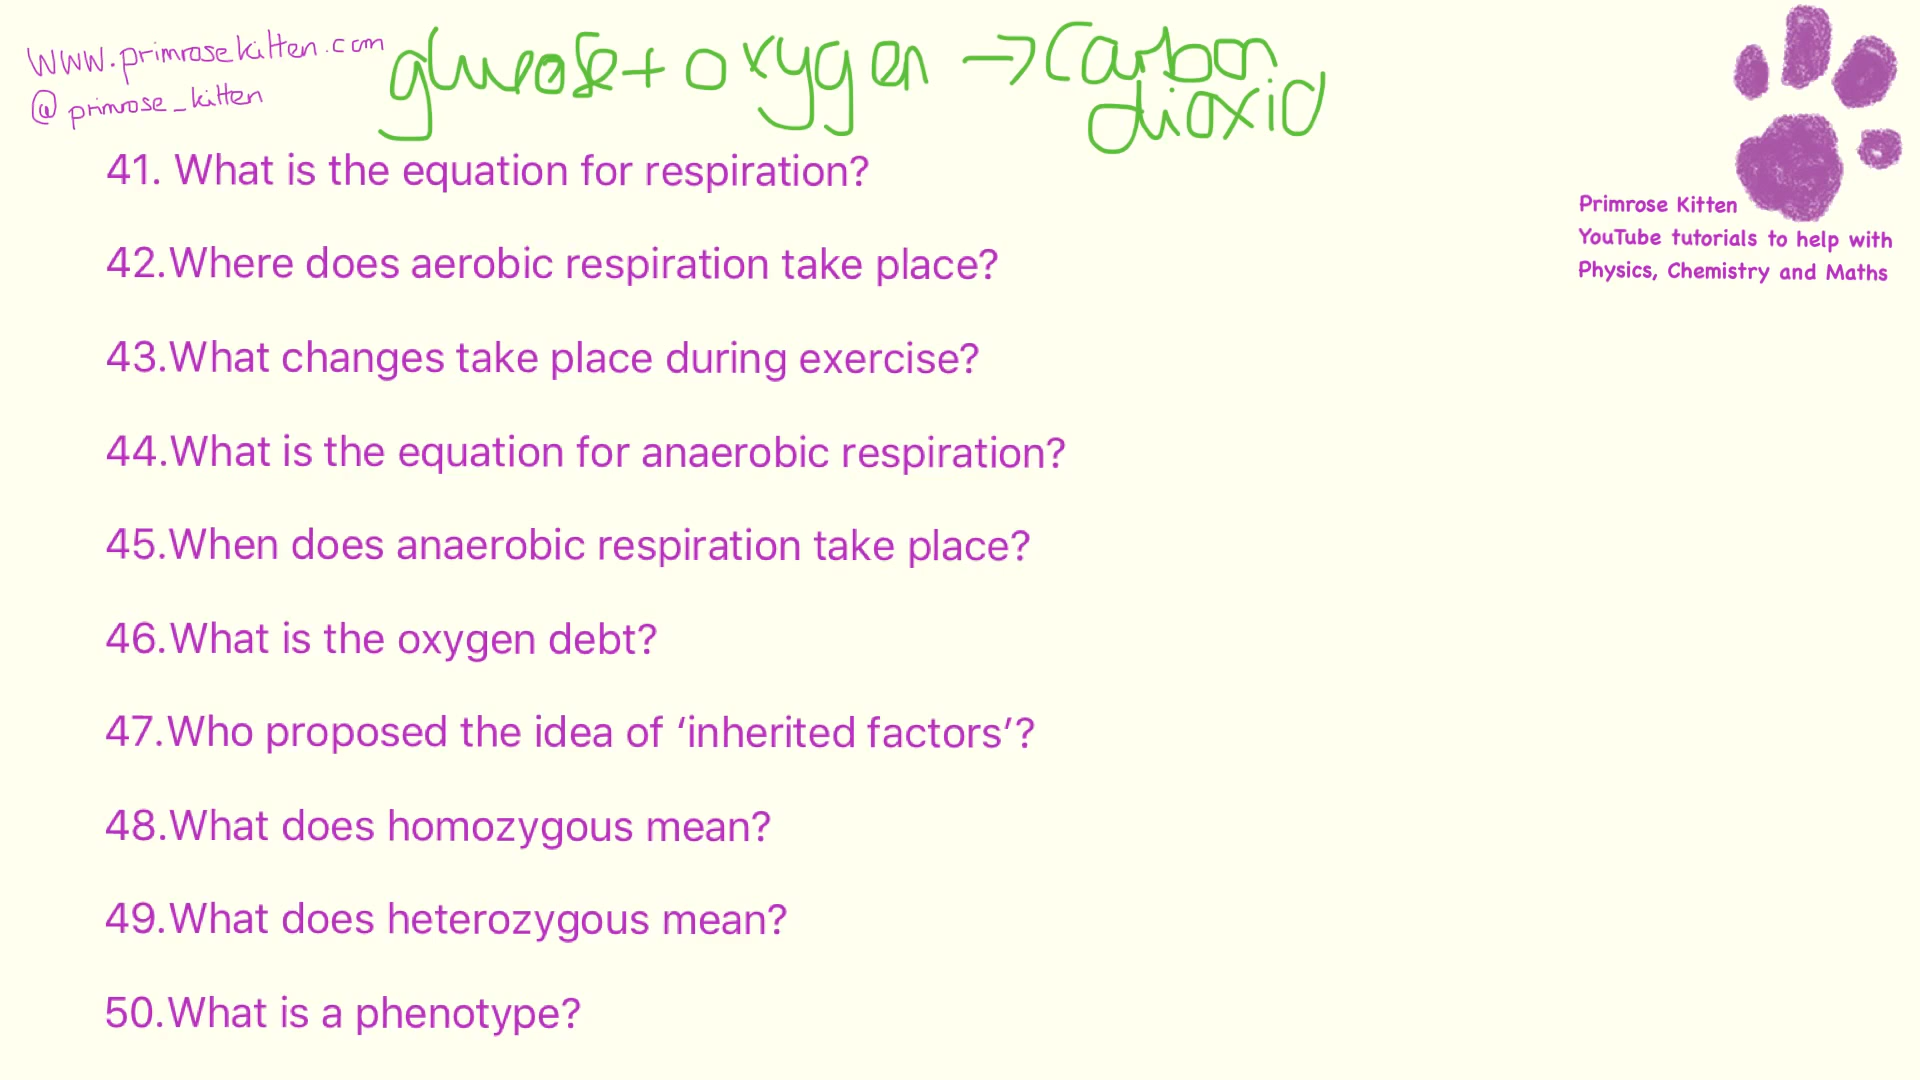 www.primrosekitten.com
@primrose_kitten
glucose + oxygen → carbon
dioxid
41. What is the equation for respiration?
42.Where does aerobic respiration take place?
43.What changes take place during exercise?
44.What is the equation for anaerobic respiration?
45.When does anaerobic respiration take place?
46.What is the oxygen debt?
47.Who proposed the idea of ‘inherited factors’?
48.What does homozygous mean?
49.What does heterozygous mean?
50.What is a phenotype?
Primrose Kitten
YouTube tutorials to help with
Physics, Chemistry and Maths